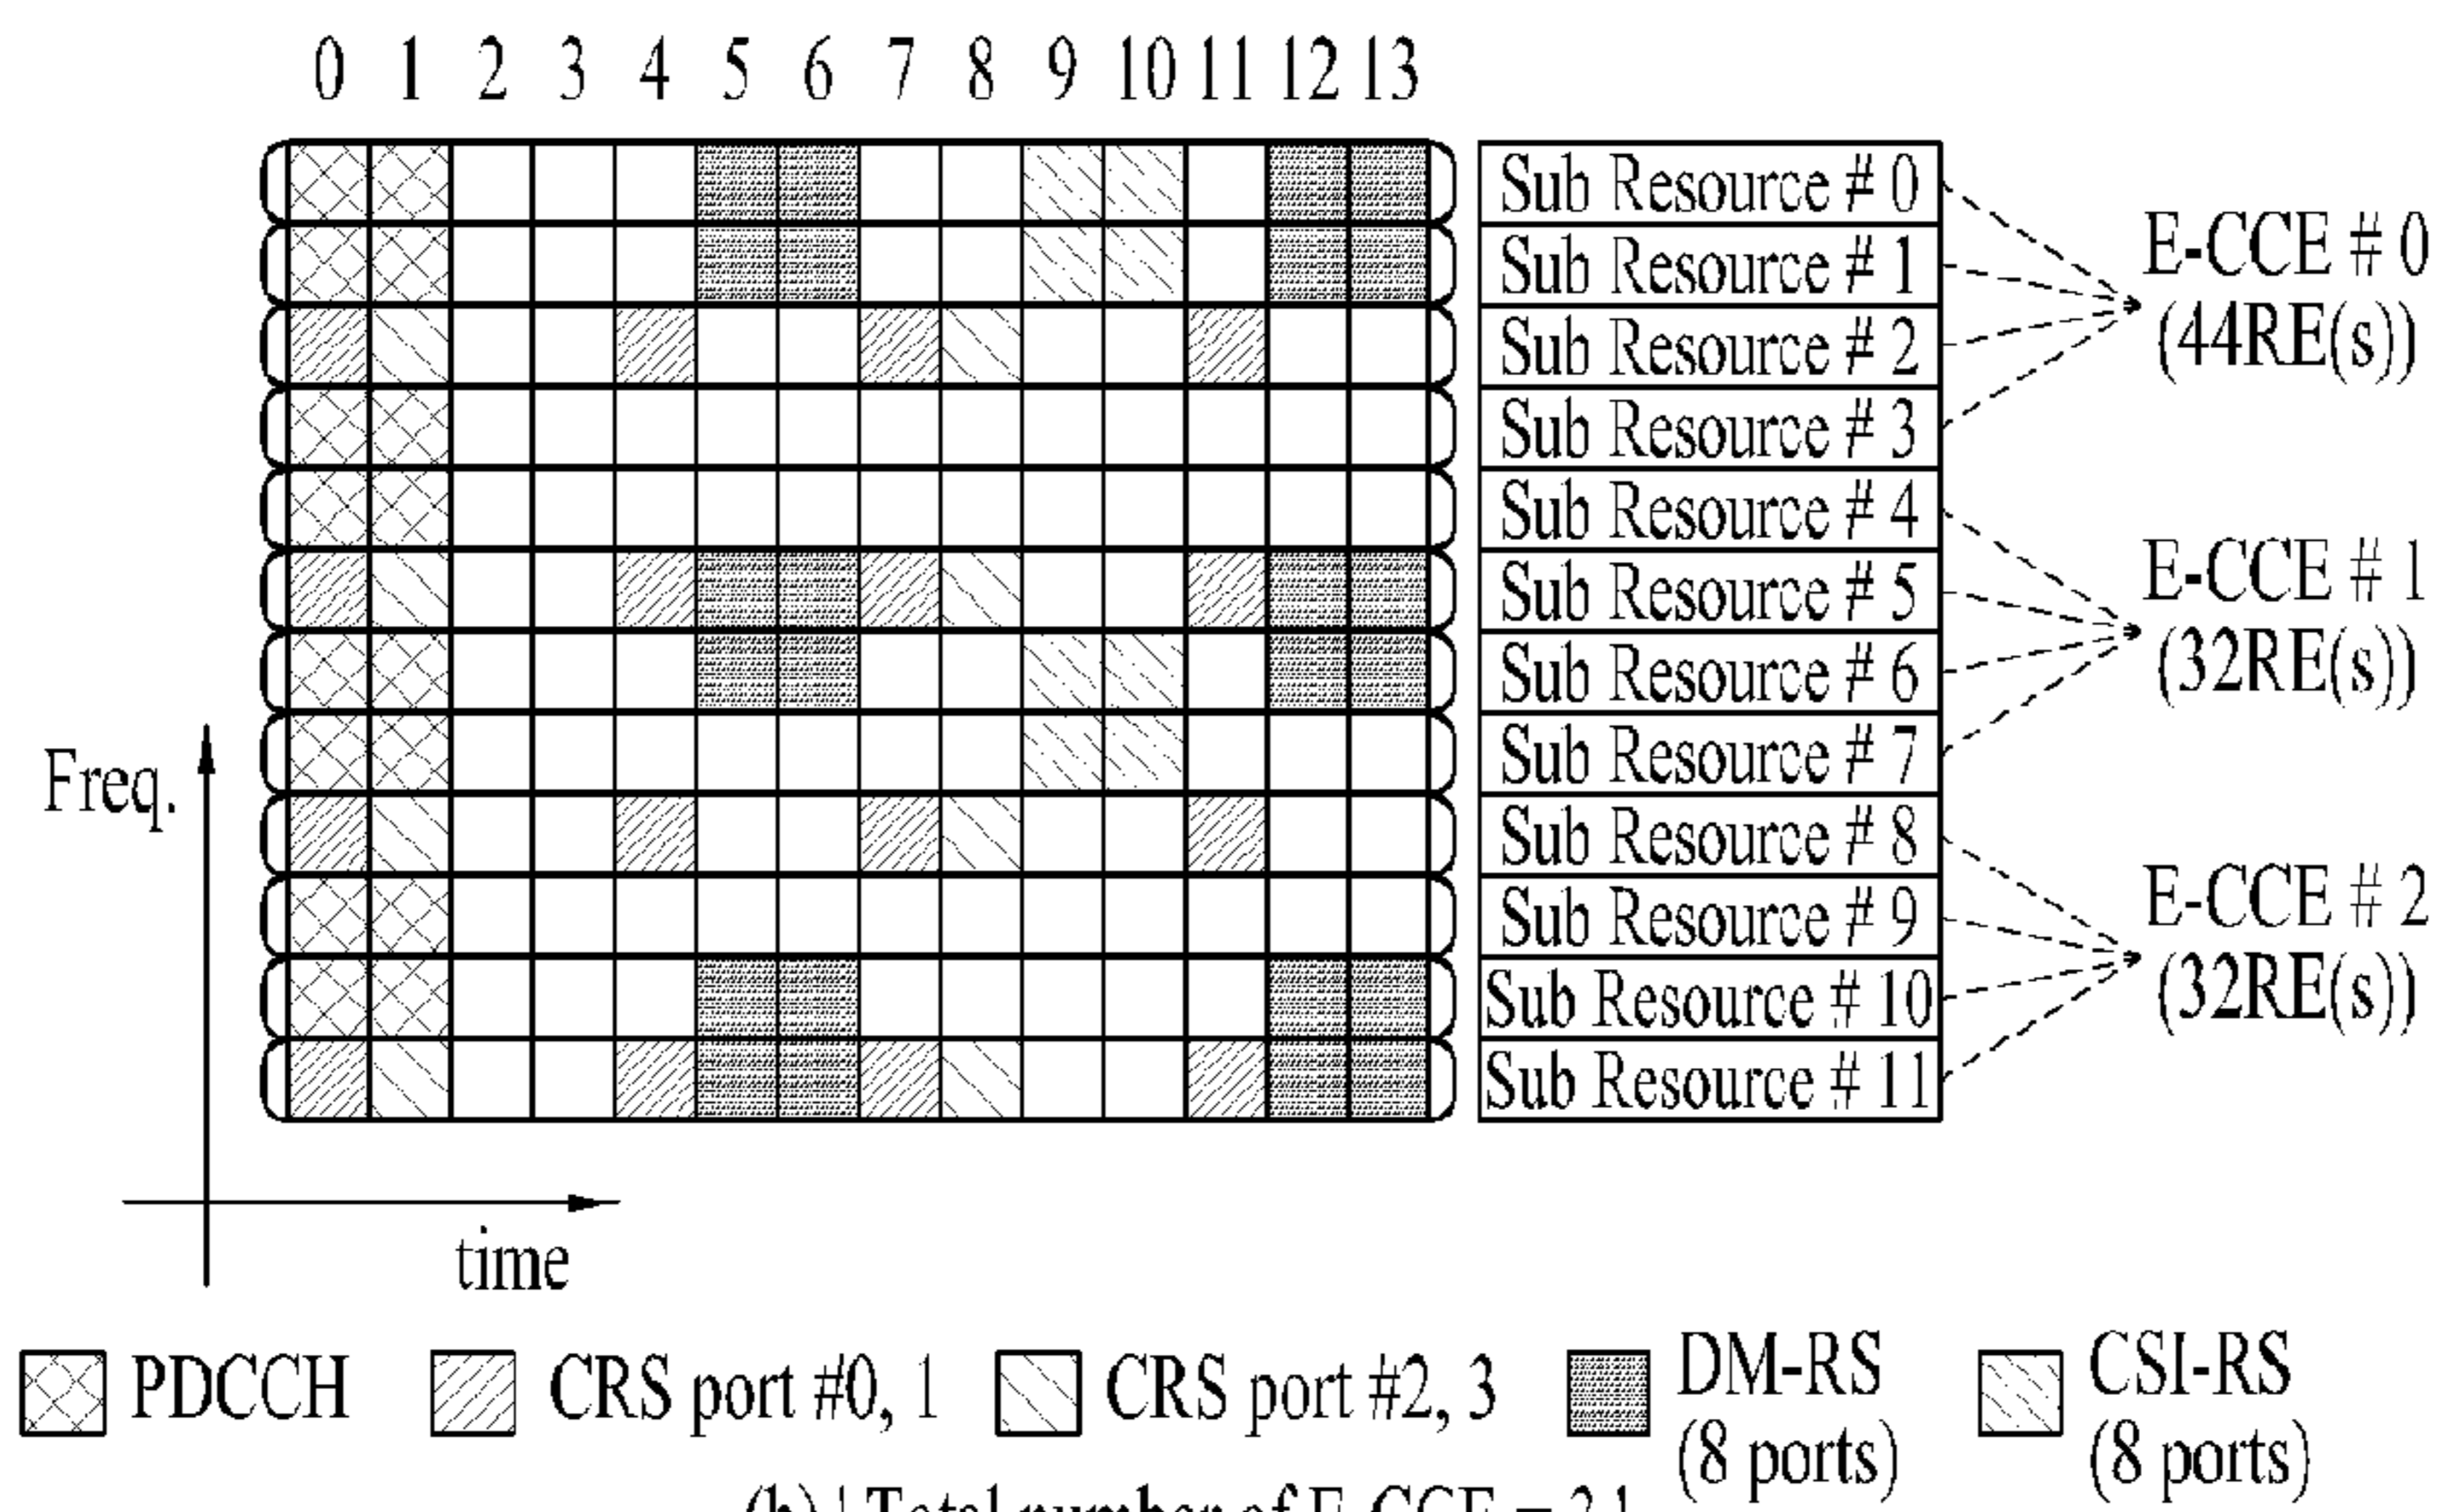 0 1 2 3 4 5 6 7 8 9 10 11 12 13
Sub Resource # 0
Sub Resource # 1
Sub Resource # 2
Sub Resource # 3
Sub Resource # 4
Sub Resource # 5
Sub Resource # 6
Sub Resource # 7
Sub Resource # 8
Sub Resource # 9
Sub Resource # 10
Sub Resource # 11
E-CCE # 0
(44RE(s))
E-CCE # 1
(32RE(s))
E-CCE # 2
(32RE(s))
Freq.
time
PDCCH
CRS port #0, 1
CRS port #2, 3
DM-RS
(8 ports)
CSI-RS
(8 ports)
Total number of E-CCE =